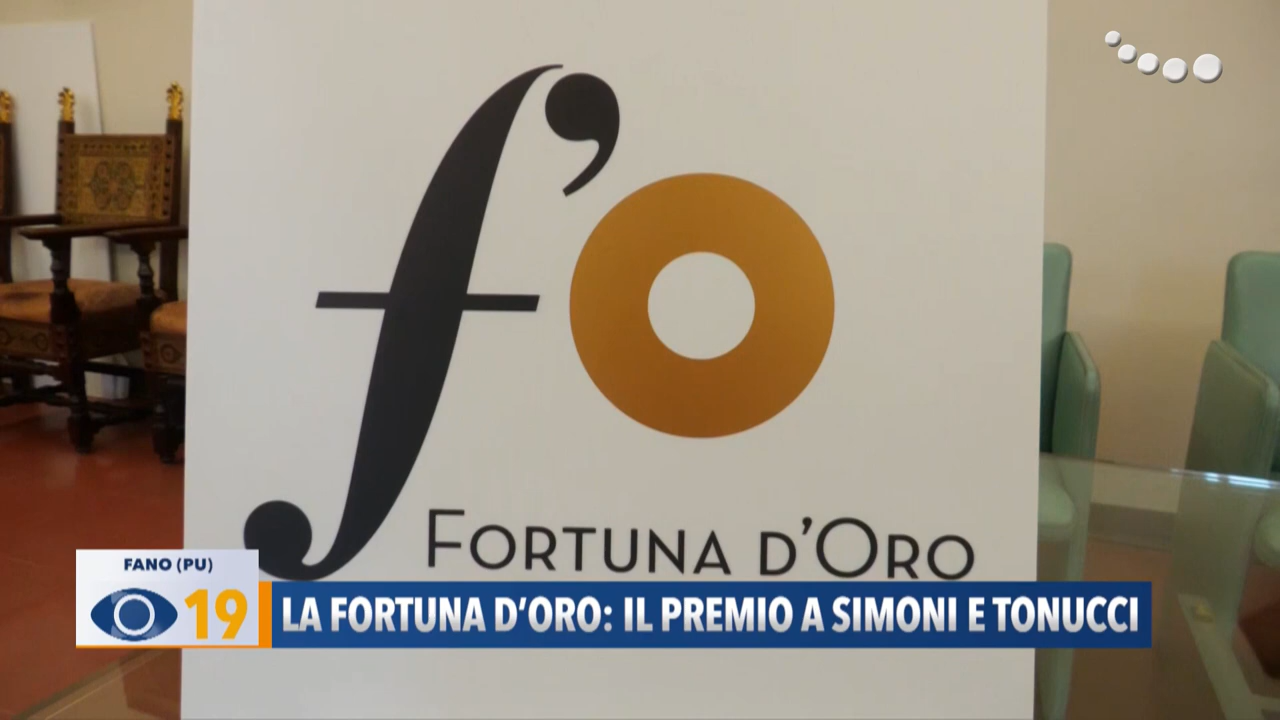 f'o
FORTUNA D'ORO
FANO (PU)
19
LA FORTUNA D'ORO: IL PREMIO A SIMONI E TONUCCI